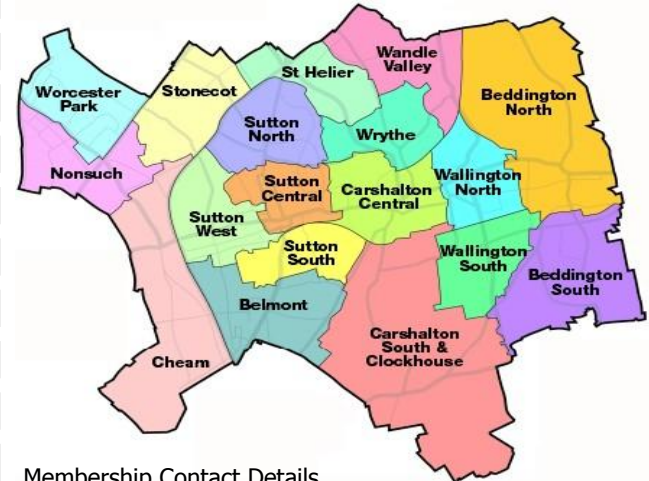 Wandle
Valley
St Helier
Stonecot
Worcester
Park
Beddington
North
Sutton
North
Wrythe
Nonsuch
Wallington
North
Sutton
Central
Carshalton
Central
Sutton
West
Sutton
South
Wallington
South
Beddington
South
Belmont
Carshalton
South &
Clockhouse
Cheam
Membership Contact Details